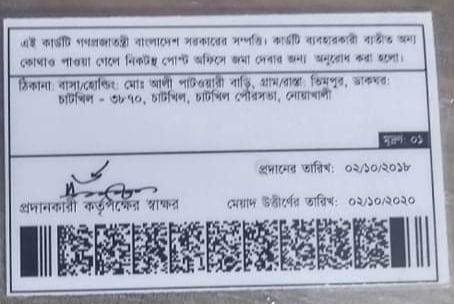 এই কার্ডটি গণপ্রজাতন্ত্রী বাংলাদেশ সরকারের সম্পত্তি। কার্ডটি ব্যবহারকারী ব্যতীত অন্য
কোথাও পাওয়া গেলে নিকটস্থ পোস্ট অফিসে জমা দেবার জন্য অনুরোধ করা হলো।
ঠিকানা: বাসা/হোল্ডিং: মোঃ আলী পাটওয়ারী বাড়ি, গ্রাম/রাস্তা: ভিমপুর, ডাকঘর:
চাটখিল - ৩৮৭০, চাটখিল, চাটখিল পৌরসভা, নোয়াখালী
মুদ্রণ: ০১
প্রদানের তারিখ: ০২/১০/২০১৮
প্রদানকারী কর্তৃপক্ষের স্বাক্ষর
মেয়াদ উত্তীর্ণের তারিখ: ০২/১০/২০২০